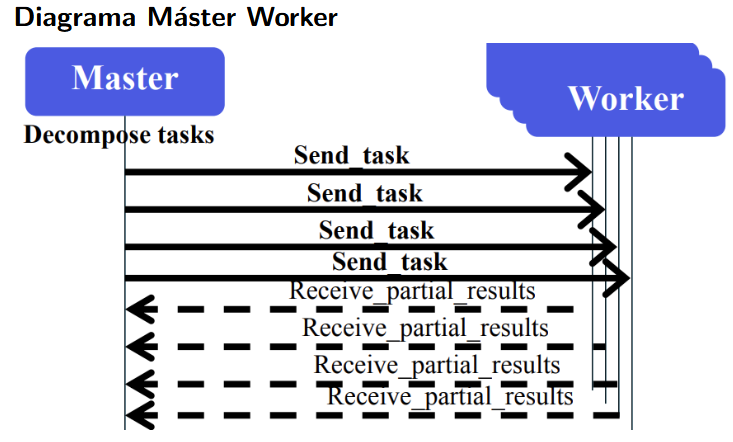 Diagrama Máster Worker
Master
Worker
Decompose tasks
Send_task
Send_task
Send_task
Send_task
Receive_partial_results
Receive_partial_results
Receive_partial_results
Receive_partial_results